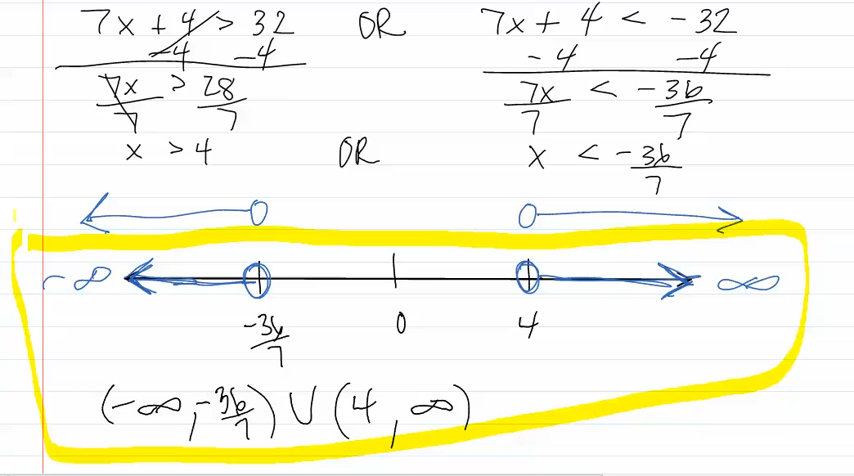 7x + 4 > 32 OR 7x + 4 < -32
-4 -4 -4 -4
7x/7 > 28/7 7x/7 < -36/7
x > 4 OR x < -36/7
-∞ ∞
-36/7 0 4
(-∞, -36/7) ∪ (4, ∞)